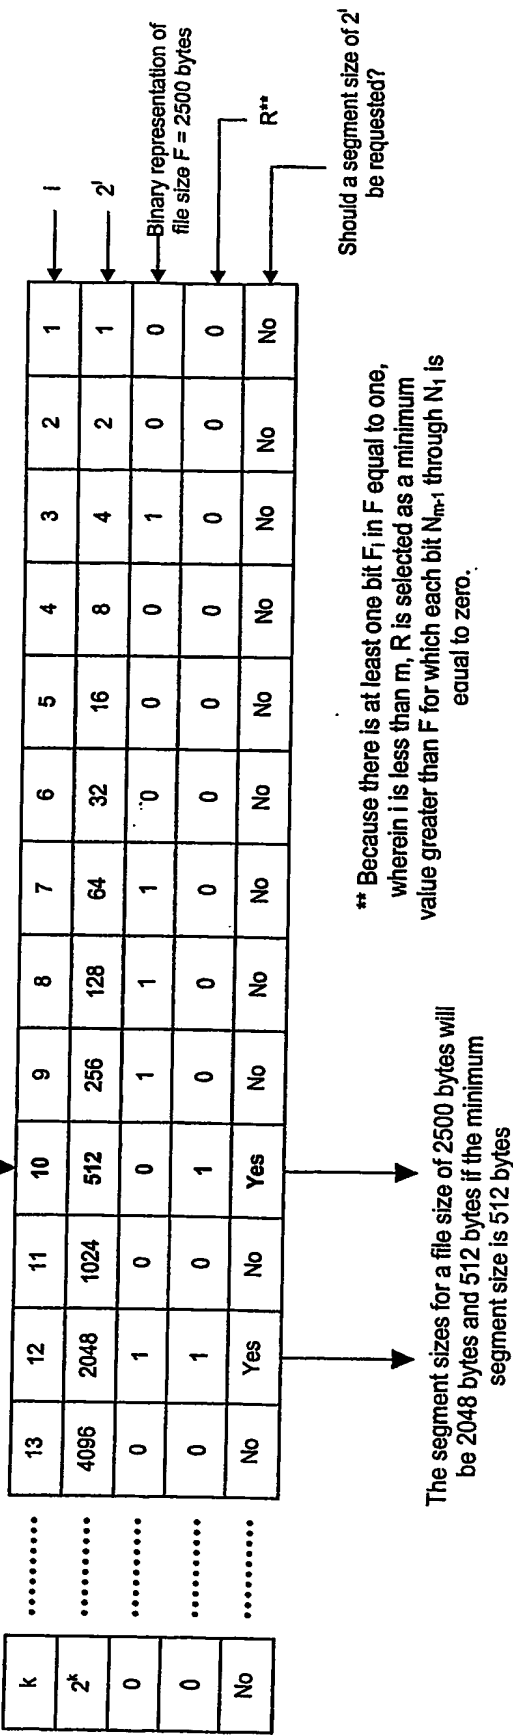 k .......... 13 12 11 10 9 8 7 6 5 4 3 2 1 i
2ᵏ .......... 4096 2048 1024 512 256 128 64 32 16 8 4 2 1 2ⁱ
0 .......... 0 1 0 0 1 1 1 0 0 0 1 0 0 Binary representation of
file size F = 2500 bytes
0 .......... 0 1 0 1 0 0 0 0 0 0 0 0 0 R**
No .......... No Yes No Yes No No No No No No No No No Should a segment size of 2ⁱ
be requested?
The segment sizes for a file size of 2500 bytes will
be 2048 bytes and 512 bytes if the minimum
segment size is 512 bytes
** Because there is at least one bit Fᵢ in F equal to one,
wherein i is less than m, R is selected as a minimum
value greater than F for which each bit Nₘ₋₁ through N₁ is
equal to zero.